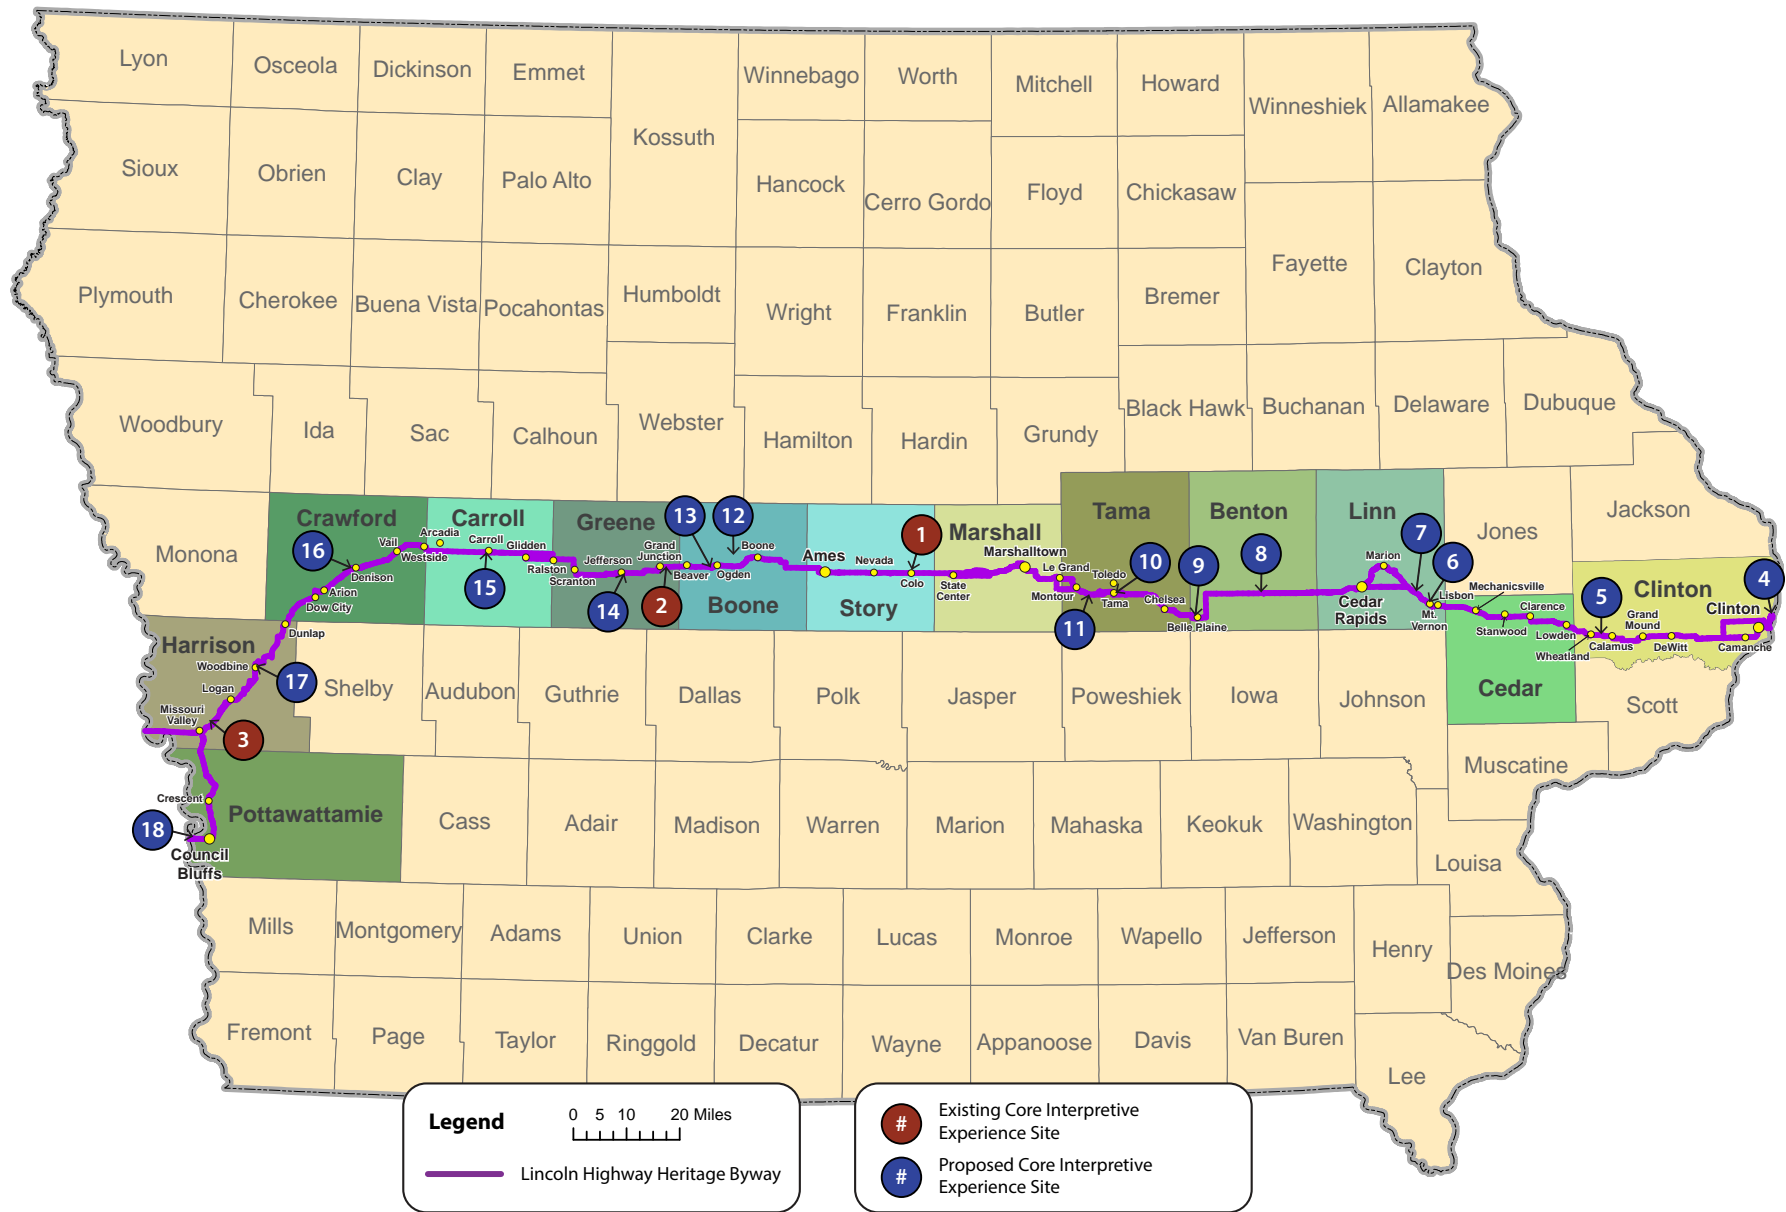 Lyon
Osceola
Dickinson
Emmet
Winnebago
Worth
Mitchell
Howard
Winneshiek
Allamakee
Kossuth
Sioux
Obrien
Clay
Palo Alto
Hancock
Cerro Gordo
Floyd
Chickasaw
Fayette
Clayton
Plymouth
Cherokee
Buena Vista
Pocahontas
Humboldt
Wright
Franklin
Butler
Bremer
Woodbury
Ida
Sac
Calhoun
Webster
Hamilton
Hardin
Grundy
Black Hawk
Buchanan
Delaware
Dubuque
Monona
Crawford
Carroll
Greene
Boone
Story
Marshall
Tama
Benton
Linn
Jones
Jackson
Clinton
Cedar
Scott
16
15
14
13
12
2
1
11
10
9
8
7
6
5
4
Vail
Arcadia
Westside
Carroll
Glidden
Ralston
Scranton
Jefferson
Grand
Junction
Beaver
Ogden
Boone
Ames
Nevada
Colo
State
Center
Marshalltown
Le Grand
Montour
Toledo
Tama
Chelsea
Belle Plaine
Marion
Cedar
Rapids
Mt.
Vernon
Lisbon
Mechanicsville
Stanwood
Clarence
Lowden
Wheatland
Calamus
Grand
Mound
DeWitt
Clinton
Camanche
Denison
Arion
Dow City
Dunlap
Harrison
Woodbine
Logan
Missouri
Valley
17
3
Shelby
Audubon
Guthrie
Dallas
Polk
Jasper
Poweshiek
Iowa
Johnson
Muscatine
Crescent
18
Council
Bluffs
Pottawattamie
Cass
Adair
Madison
Warren
Marion
Mahaska
Keokuk
Washington
Louisa
Mills
Montgomery
Adams
Union
Clarke
Lucas
Monroe
Wapello
Jefferson
Henry
Des Moines
Fremont
Page
Taylor
Ringgold
Decatur
Wayne
Appanoose
Davis
Van Buren
Lee
Legend
0 5 10 20 Miles
Lincoln Highway Heritage Byway
#
Existing Core Interpretive
Experience Site
#
Proposed Core Interpretive
Experience Site